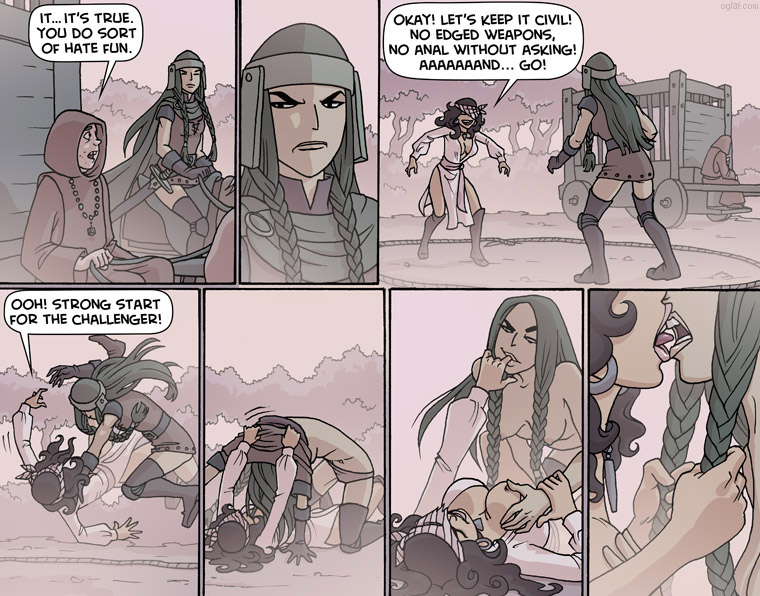 IT... IT'S TRUE.
YOU DO SORT
OF HATE FUN.
OKAY! LET'S KEEP IT CIVIL!
NO EDGED WEAPONS,
NO ANAL WITHOUT ASKING!
AAAAAAAND... GO!
oglaf.com
OOH! STRONG START
FOR THE CHALLENGER!